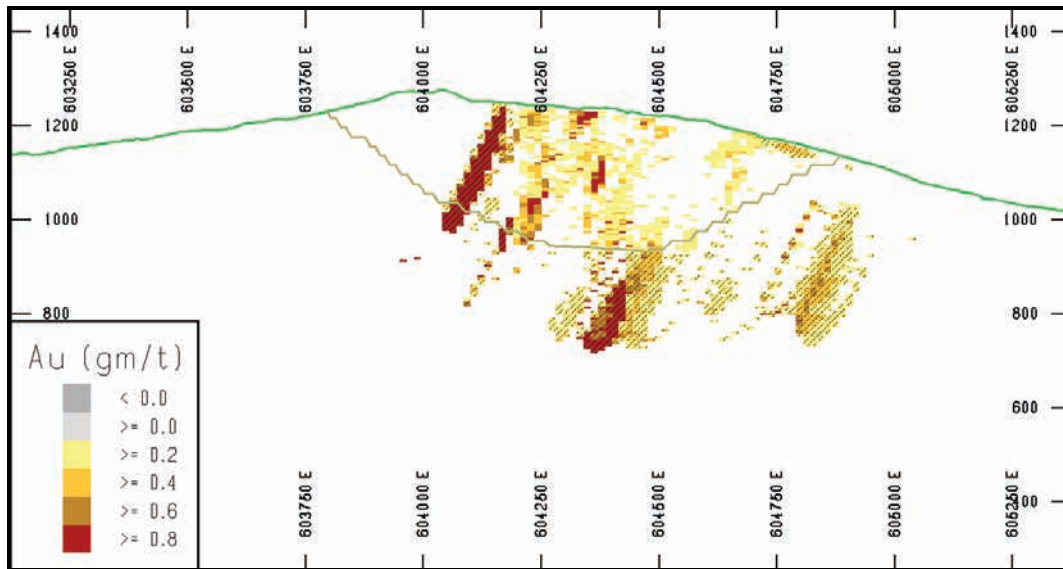 603250 E
603500 E
603750 E
604000 E
604250 E
604500 E
604750 E
605000 E
605250 E
1400
1400
1200
1200
1000
1000
800
800
600
400
Au (gm/t)
< 0.0
>= 0.0
>= 0.2
>= 0.4
>= 0.6
>= 0.8
603750 E
604000 E
604250 E
604500 E
604750 E
605000 E
605250 E